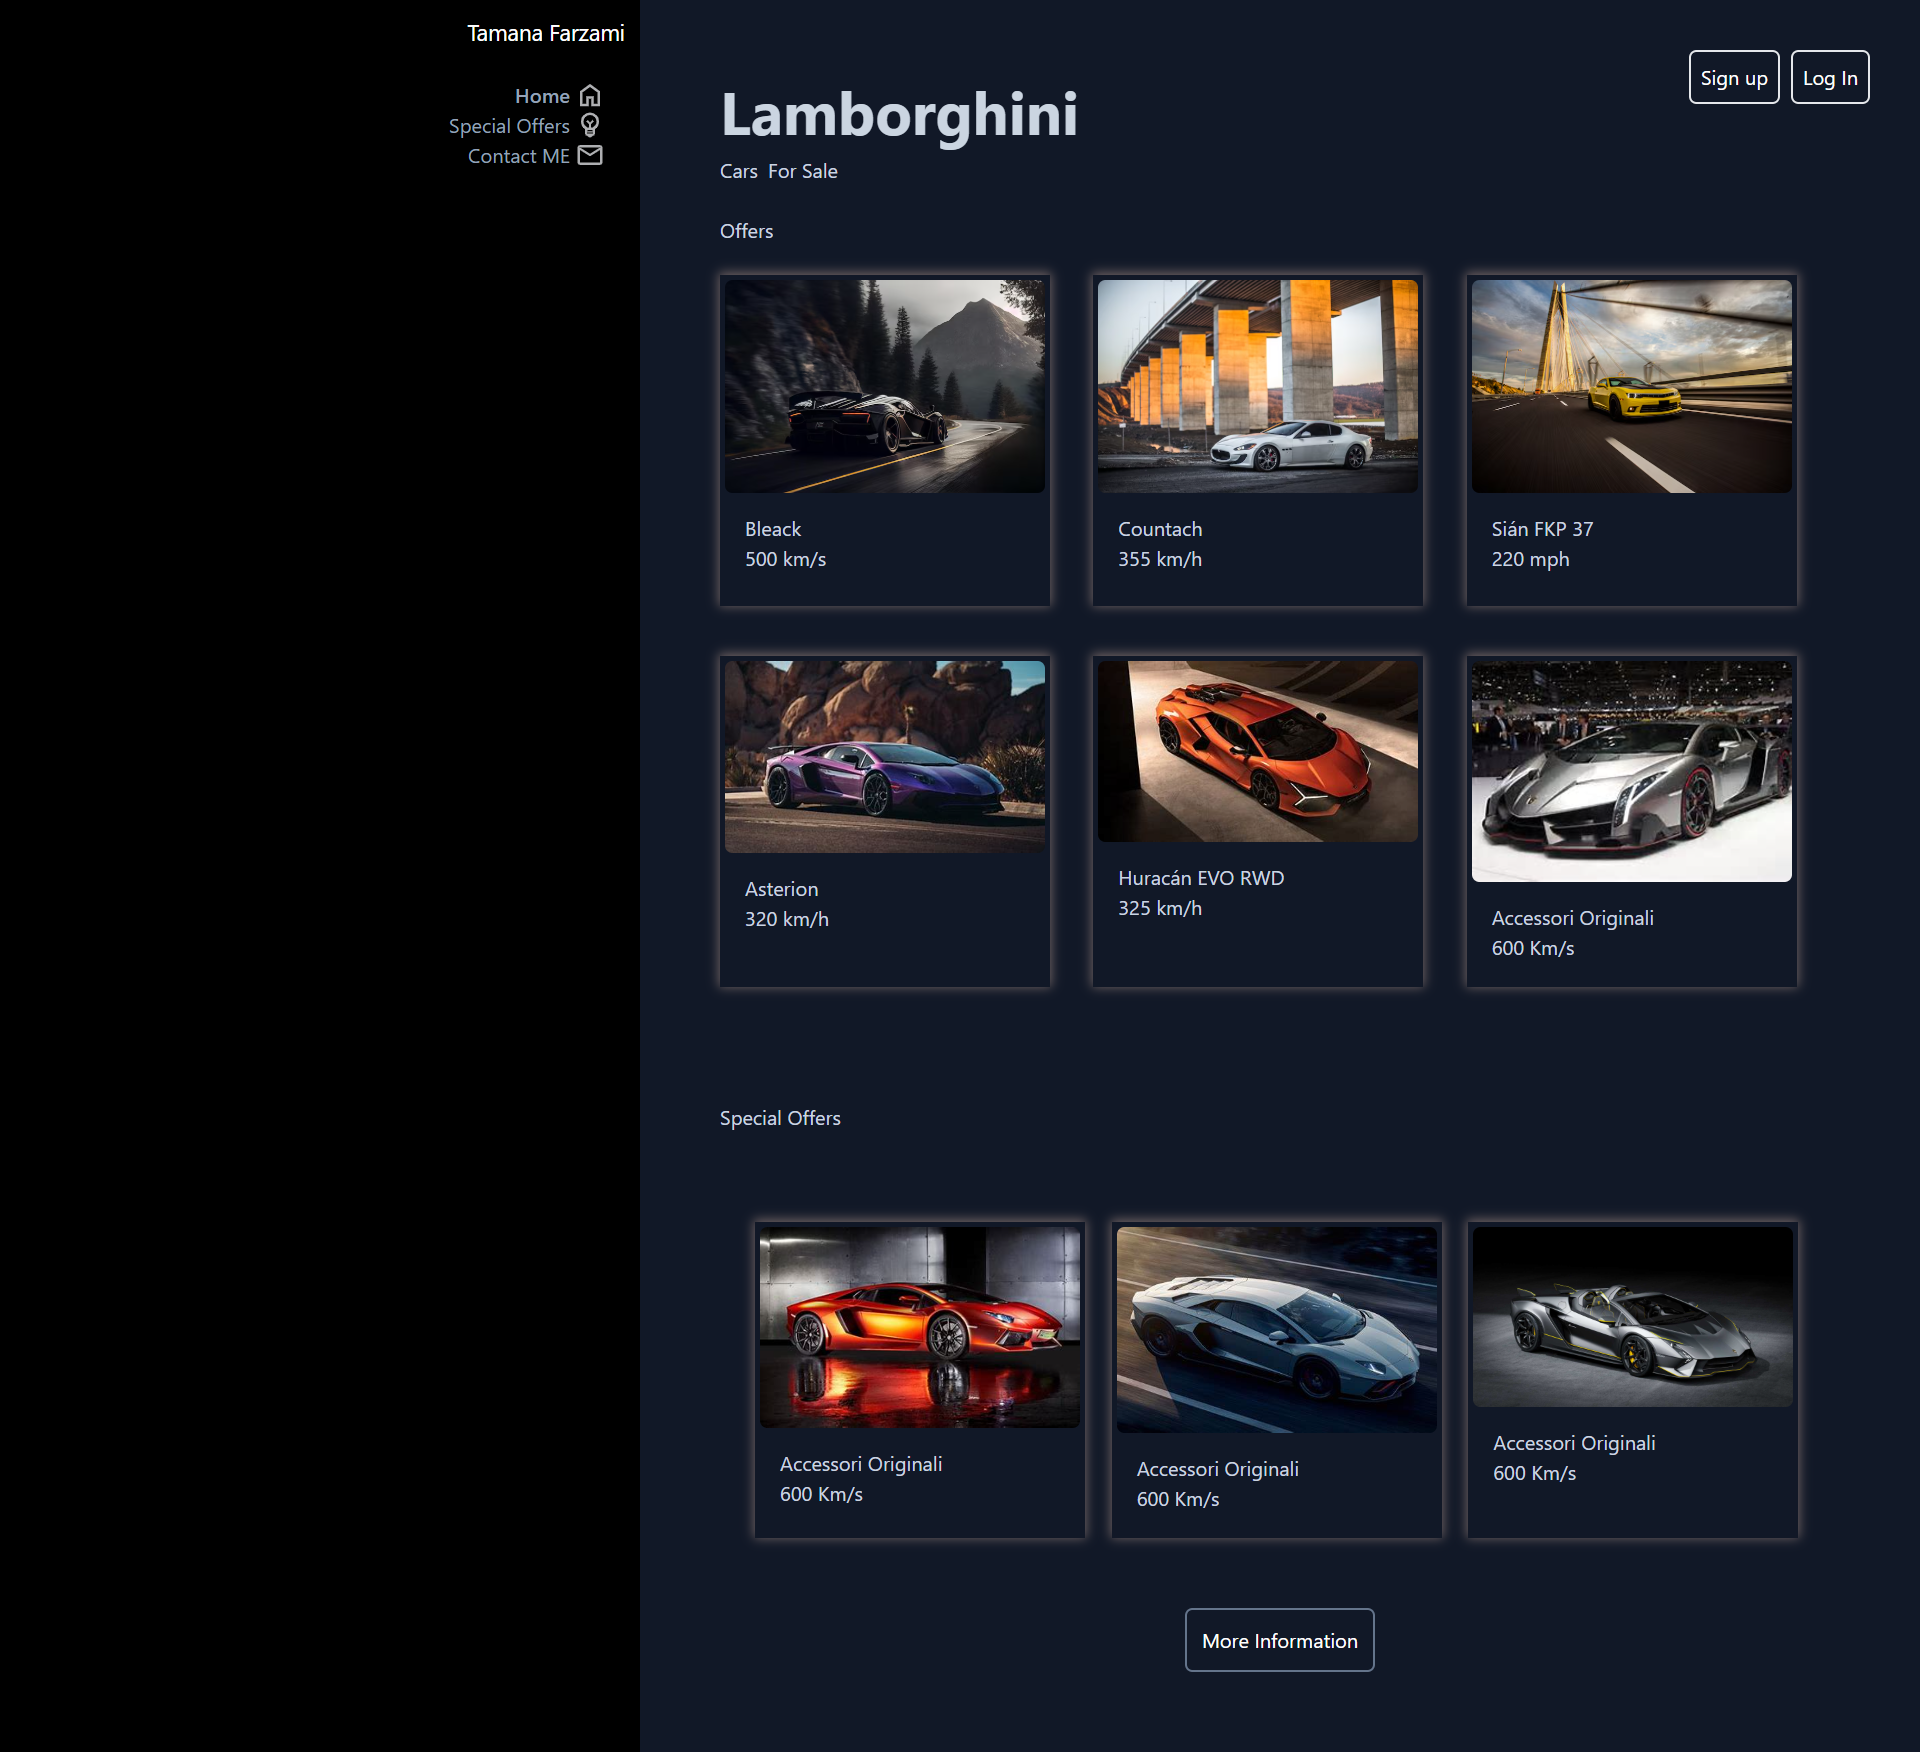 Tamana Farzami
Home
Special Offers
Contact ME
Sign up
Log In
Lamborghini
Cars  For Sale
Offers
Bleack
500 km/s
Countach
355 km/h
Sián FKP 37
220 mph
Asterion
320 km/h
Huracán EVO RWD
325 km/h
Accessori Originali
600 Km/s
Special Offers
Accessori Originali
600 Km/s
Accessori Originali
600 Km/s
Accessori Originali
600 Km/s
More Information